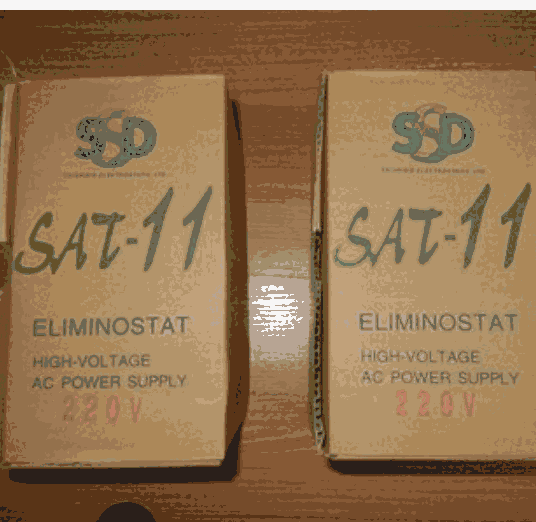 SSD
SAT-11
ELIMINOSTAT
HIGH-VOLTAGE
AC POWER SUPPLY
220V
SSD
SAT-11
ELIMINOSTAT
HIGH-VOLTAGE
AC POWER SUPPLY
220V